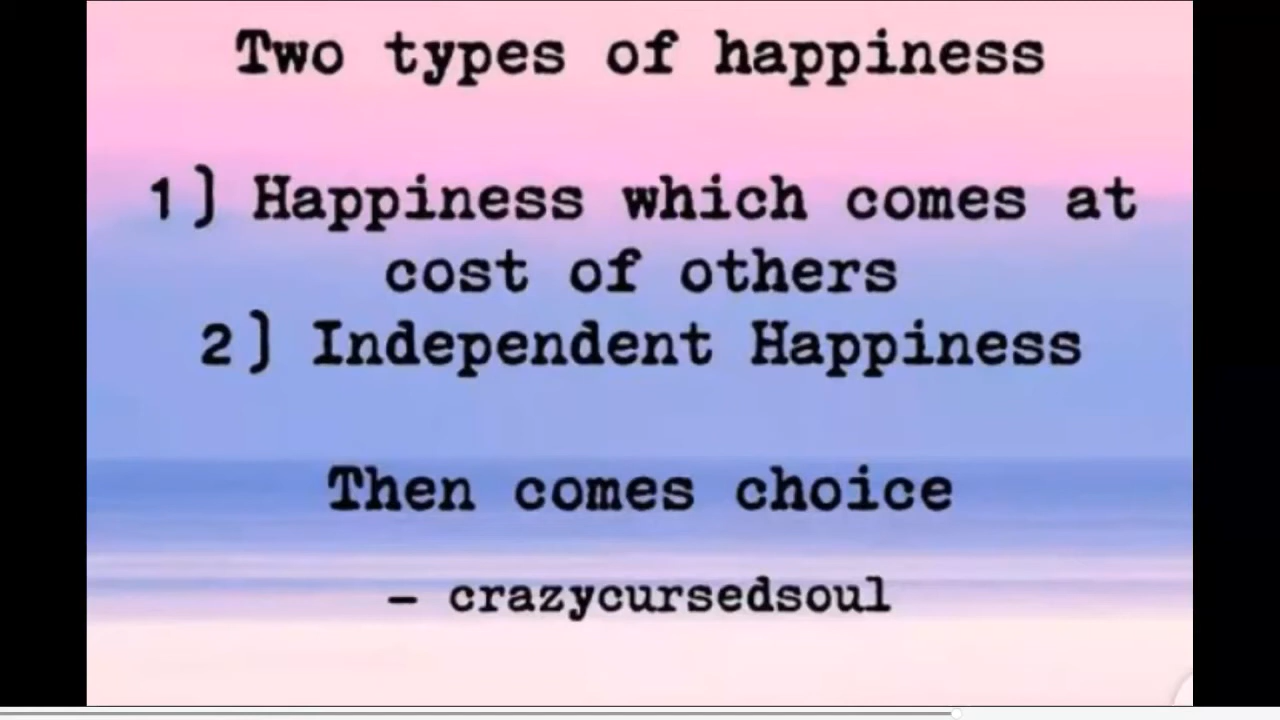 Two types of happiness
1) Happiness which comes at
cost of others
2) Independent Happiness
Then comes choice
- crazycursedsoul